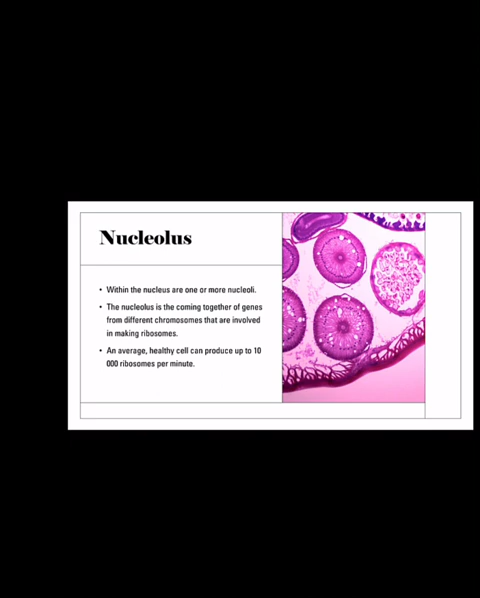 Nucleolus
• Within the nucleus are one or more nucleoli.
• The nucleolus is the coming together of genes
from different chromosomes that are involved
in making ribosomes.
• An average, healthy cell can produce up to 10
000 ribosomes per minute.